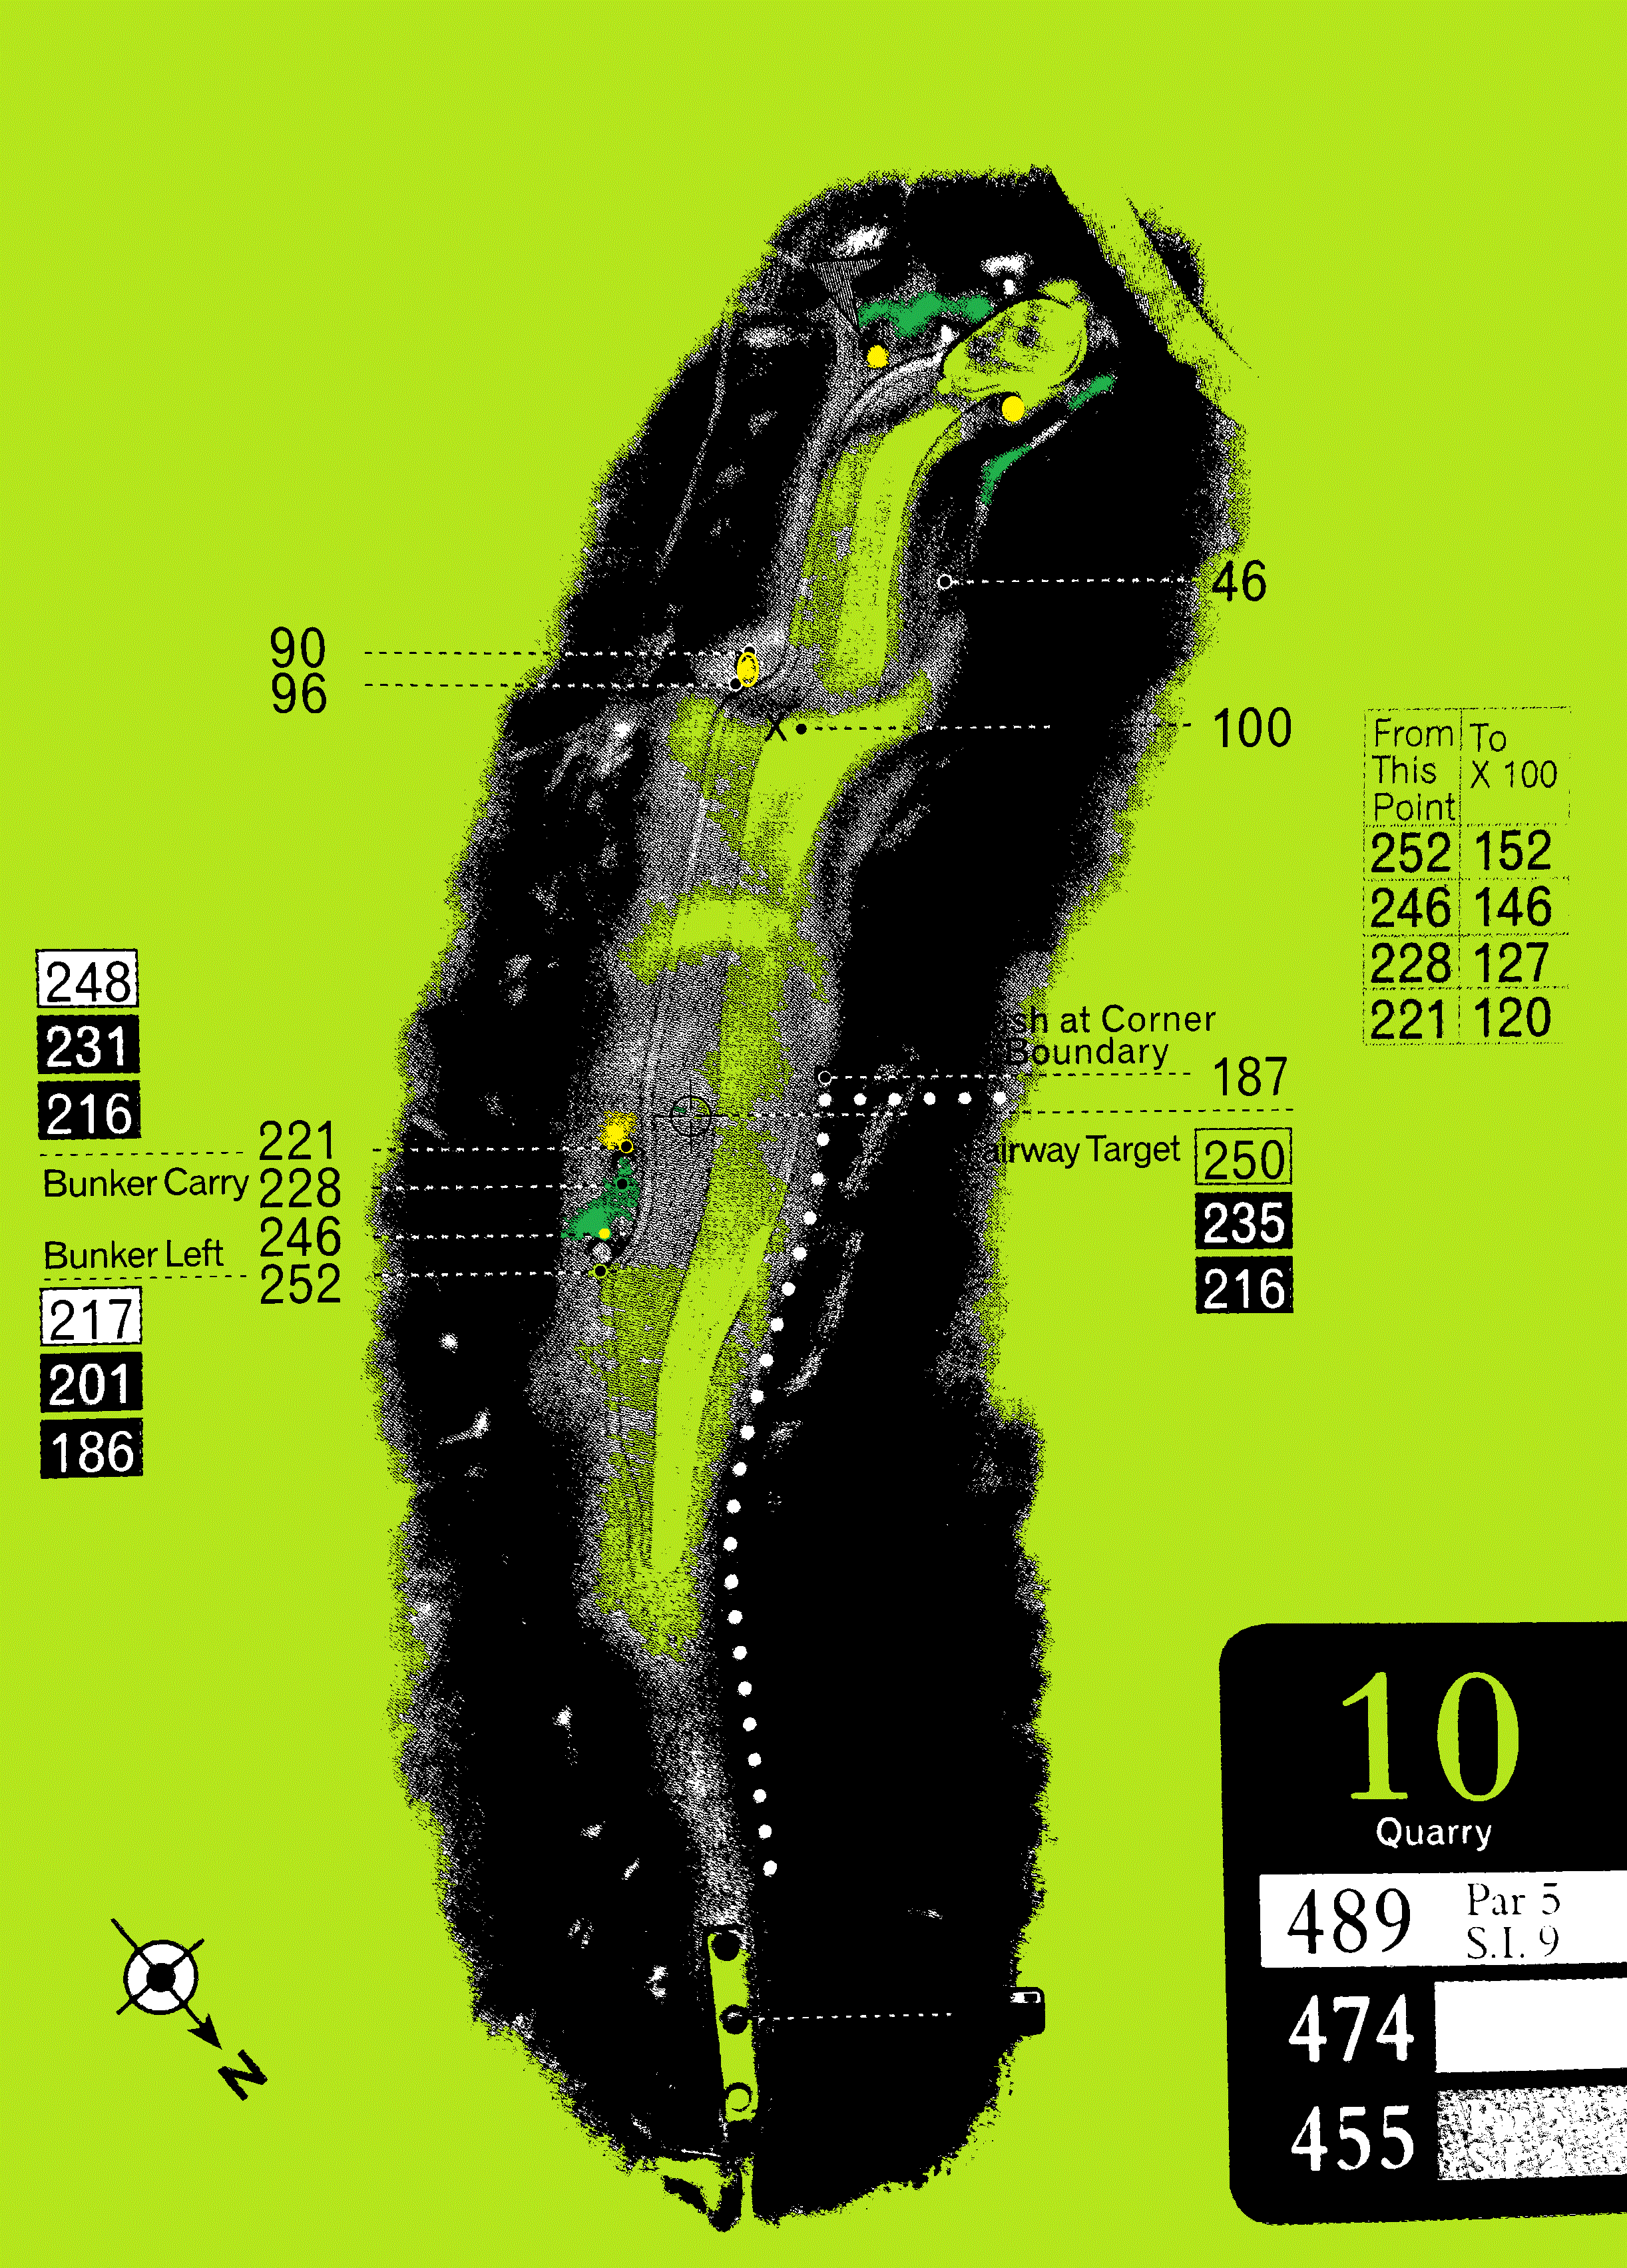 46
90
96
X
100
From To
This X 100
Point
252 152
246 146
228 127
221 120
248
231
216
sh at Corner
Boundary
187
221
Bunker Carry 228
246
Bunker Left
252
217
201
186
airway Target 250
235
216
10
Quarry
489 Par 5
S.I. 9
474
455
N